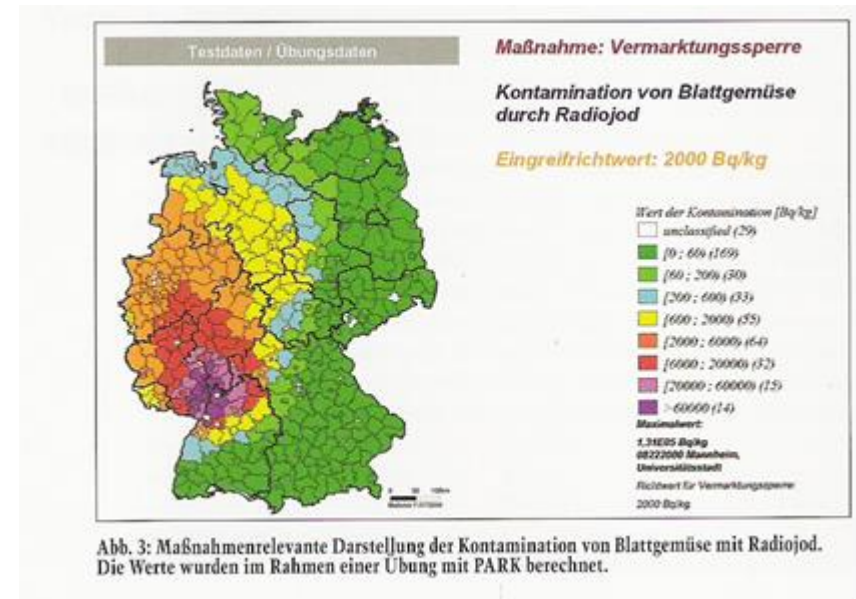 Testdaten / Übungsdaten
Maßnahme: Vermarktungssperre
Kontamination von Blattgemüse
durch Radiojod
Eingreifrichtwert: 2000 Bq/kg
Wert der Kontamination [Bq/kg]
unclassified (29)
[0 ; 60) (169)
[60 ; 200) (30)
[200 ; 600) (33)
[600 ; 2000) (55)
[2000 ; 6000) (64)
[6000 ; 20000) (32)
[20000 ; 60000) (15)
>60000 (14)
Maximalwert:
1,31E05 Bq/kg
08222000 Mannheim,
Universitätsstadt
Richtwert für Vermarktungssperre
2000 Bq/kg
0 50 100km
Abb. 3: Maßnahmenrelevante Darstellung der Kontamination von Blattgemüse mit Radiojod.
Die Werte wurden im Rahmen einer Übung mit PARK berechnet.